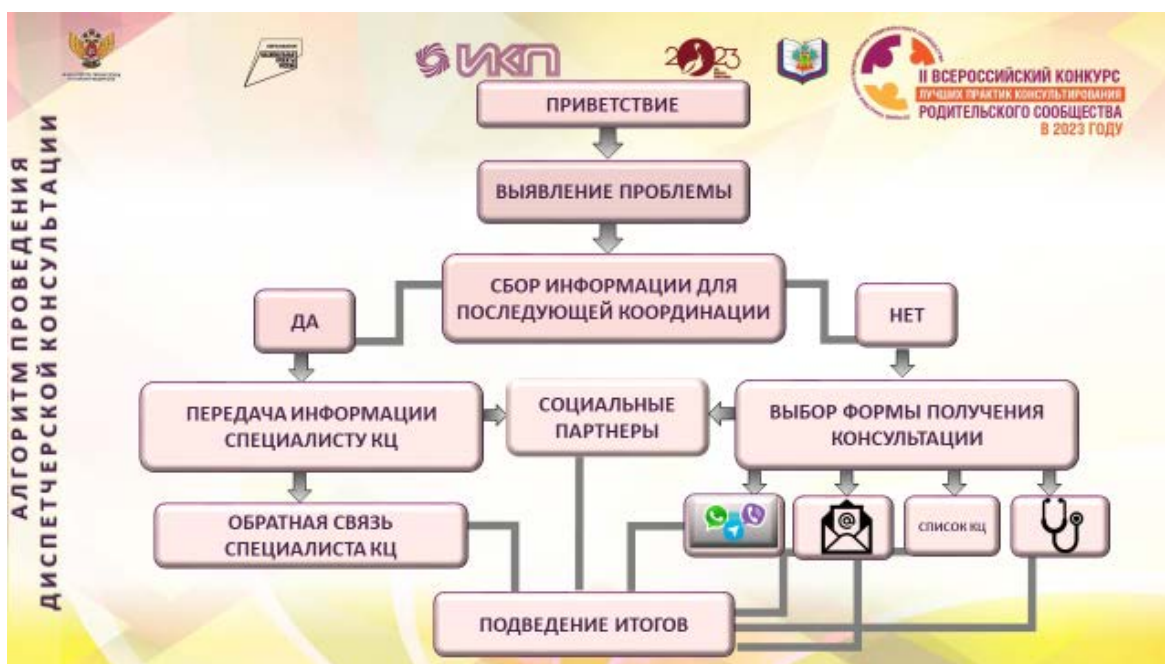 АЛГОРИТМ ПРОВЕДЕНИЯ
ДИСПЕТЧЕРСКОЙ КОНСУЛЬТАЦИИ
ИКП
2023
II ВСЕРОССИЙСКИЙ КОНКУРС
ЛУЧШИХ ПРАКТИК КОНСУЛЬТИРОВАНИЯ
РОДИТЕЛЬСКОГО СООБЩЕСТВА
В 2023 ГОДУ
ПРИВЕТСТВИЕ
ВЫЯВЛЕНИЕ ПРОБЛЕМЫ
СБОР ИНФОРМАЦИИ ДЛЯ
ПОСЛЕДУЮЩЕЙ КООРДИНАЦИИ
ДА
НЕТ
ПЕРЕДАЧА ИНФОРМАЦИИ
СПЕЦИАЛИСТУ КЦ
СОЦИАЛЬНЫЕ
ПАРТНЕРЫ
ВЫБОР ФОРМЫ ПОЛУЧЕНИЯ
КОНСУЛЬТАЦИИ
ОБРАТНАЯ СВЯЗЬ
СПЕЦИАЛИСТА КЦ
@
СПИСОК КЦ
ПОДВЕДЕНИЕ ИТОГОВ